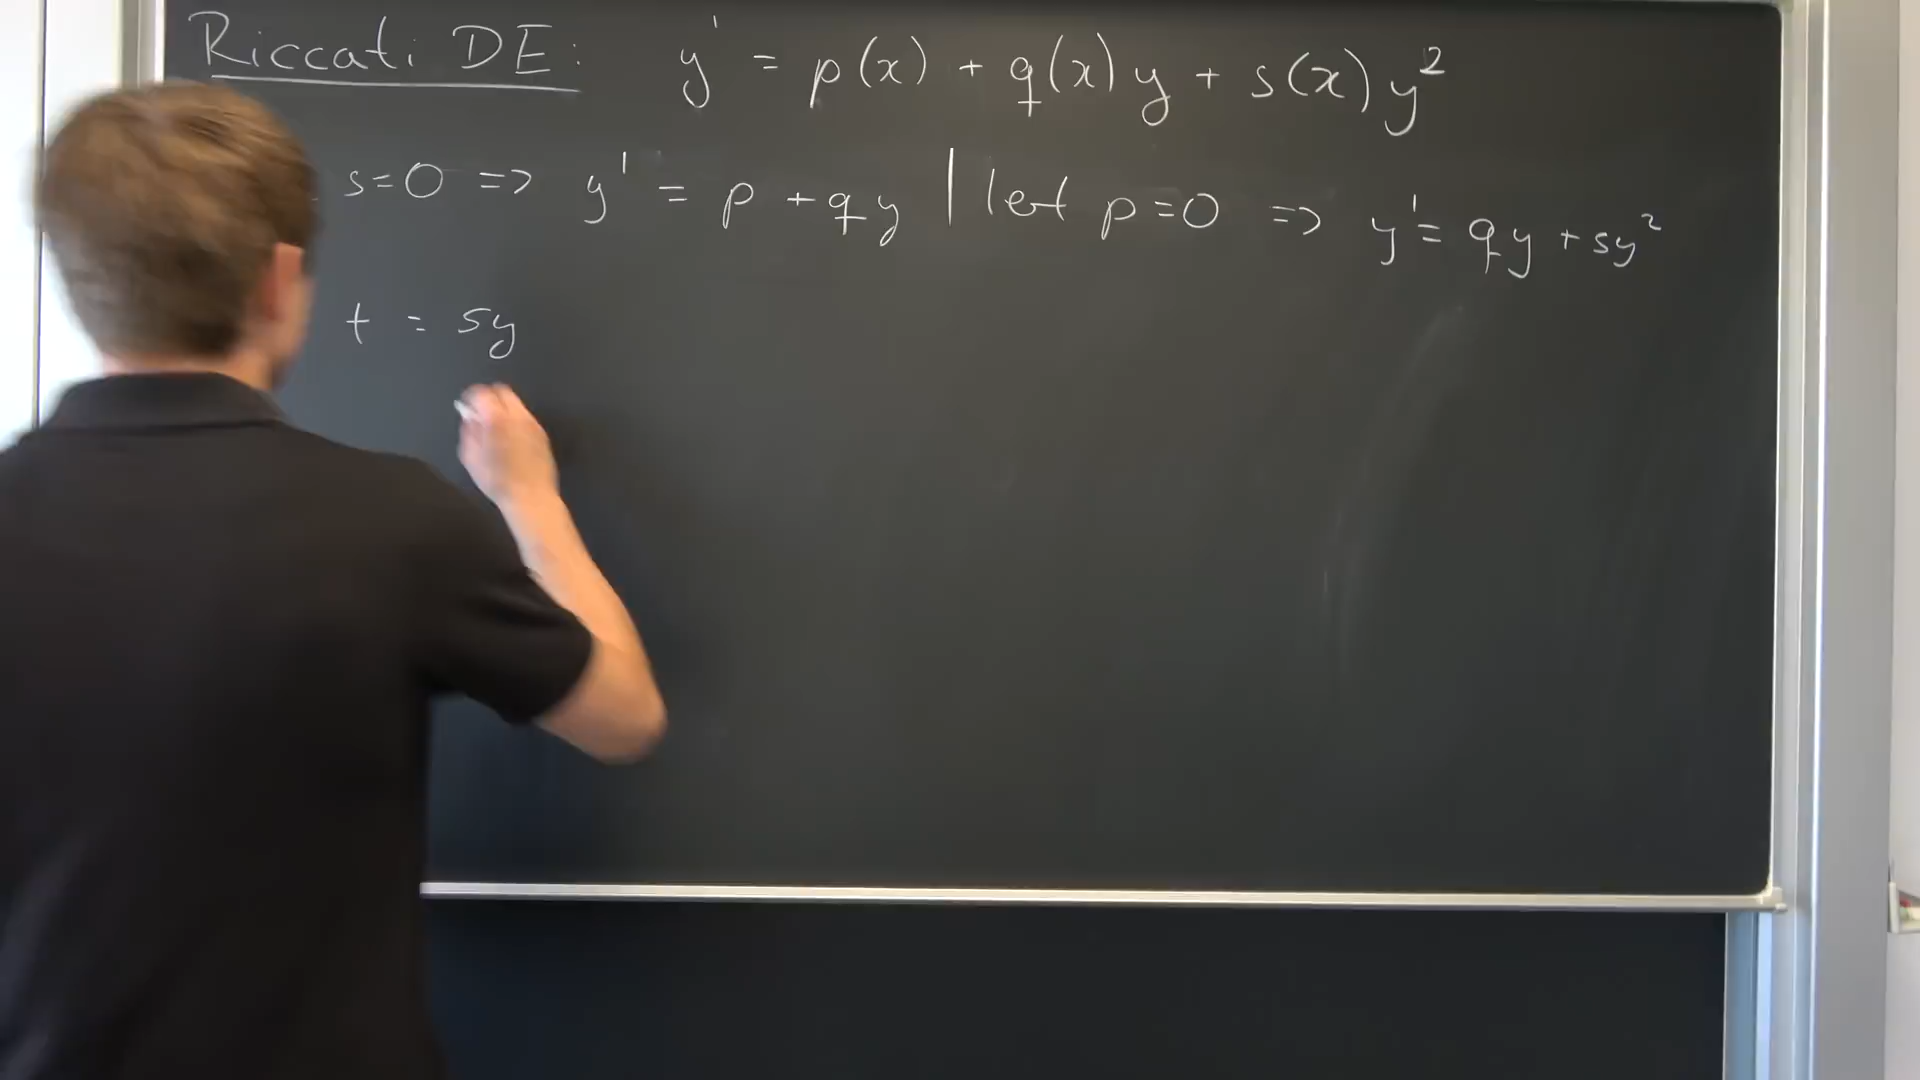 Riccati DE: y' = p(x) + q(x) y + s(x) y²
s=0 => y' = p + qy | let p=0 => y' = qy + sy²
t = sy